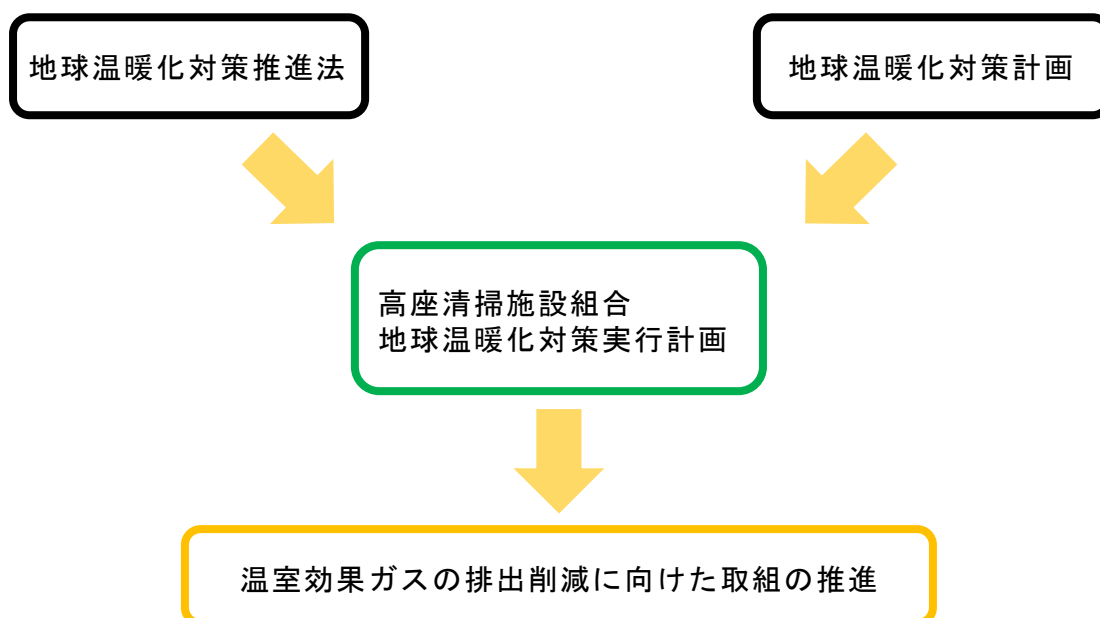 地球温暖化対策推進法
地球温暖化対策計画
高座清掃施設組合
地球温暖化対策実行計画
温室効果ガスの排出削減に向けた取組の推進